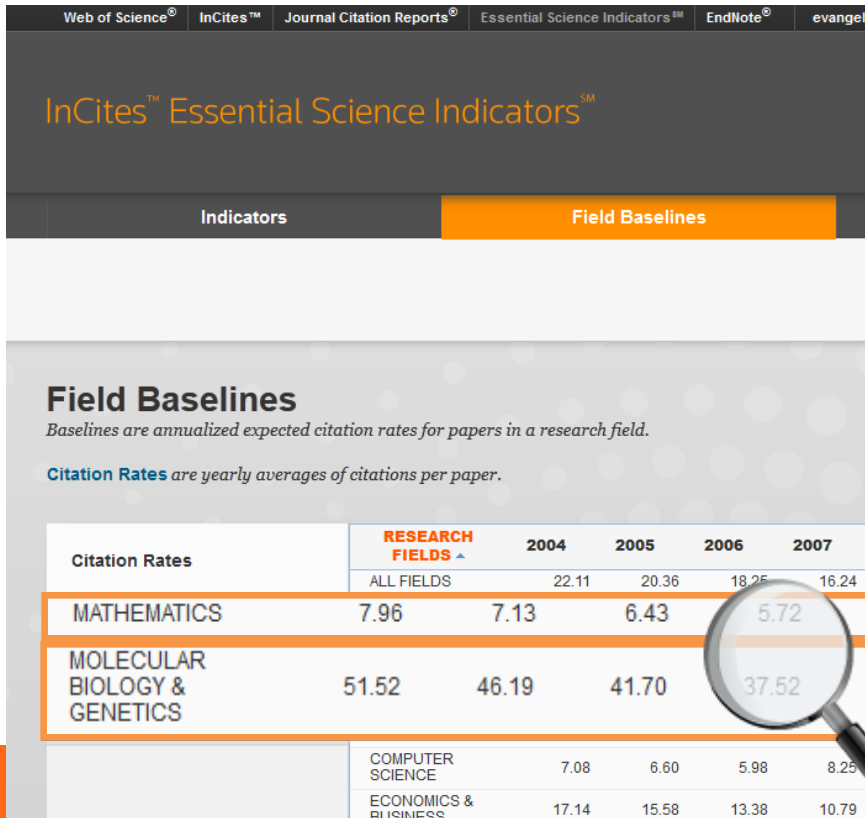 Web of Science® InCites™ Journal Citation Reports® Essential Science Indicators℠ EndNote® evangel
InCites™ Essential Science Indicators℠
Indicators Field Baselines
Field Baselines
Baselines are annualized expected citation rates for papers in a research field.
Citation Rates are yearly averages of citations per paper.
Citation Rates RESEARCH FIELDS 2004 2005 2006 2007
ALL FIELDS 22.11 20.36 18.25 16.24
MATHEMATICS 7.96 7.13 6.43 5.72
MOLECULAR
BIOLOGY & 51.52 46.19 41.70 37.52
GENETICS
COMPUTER
SCIENCE 7.08 6.60 5.98 8.25
ECONOMICS &
BUSINESS 17.14 15.58 13.38 10.79